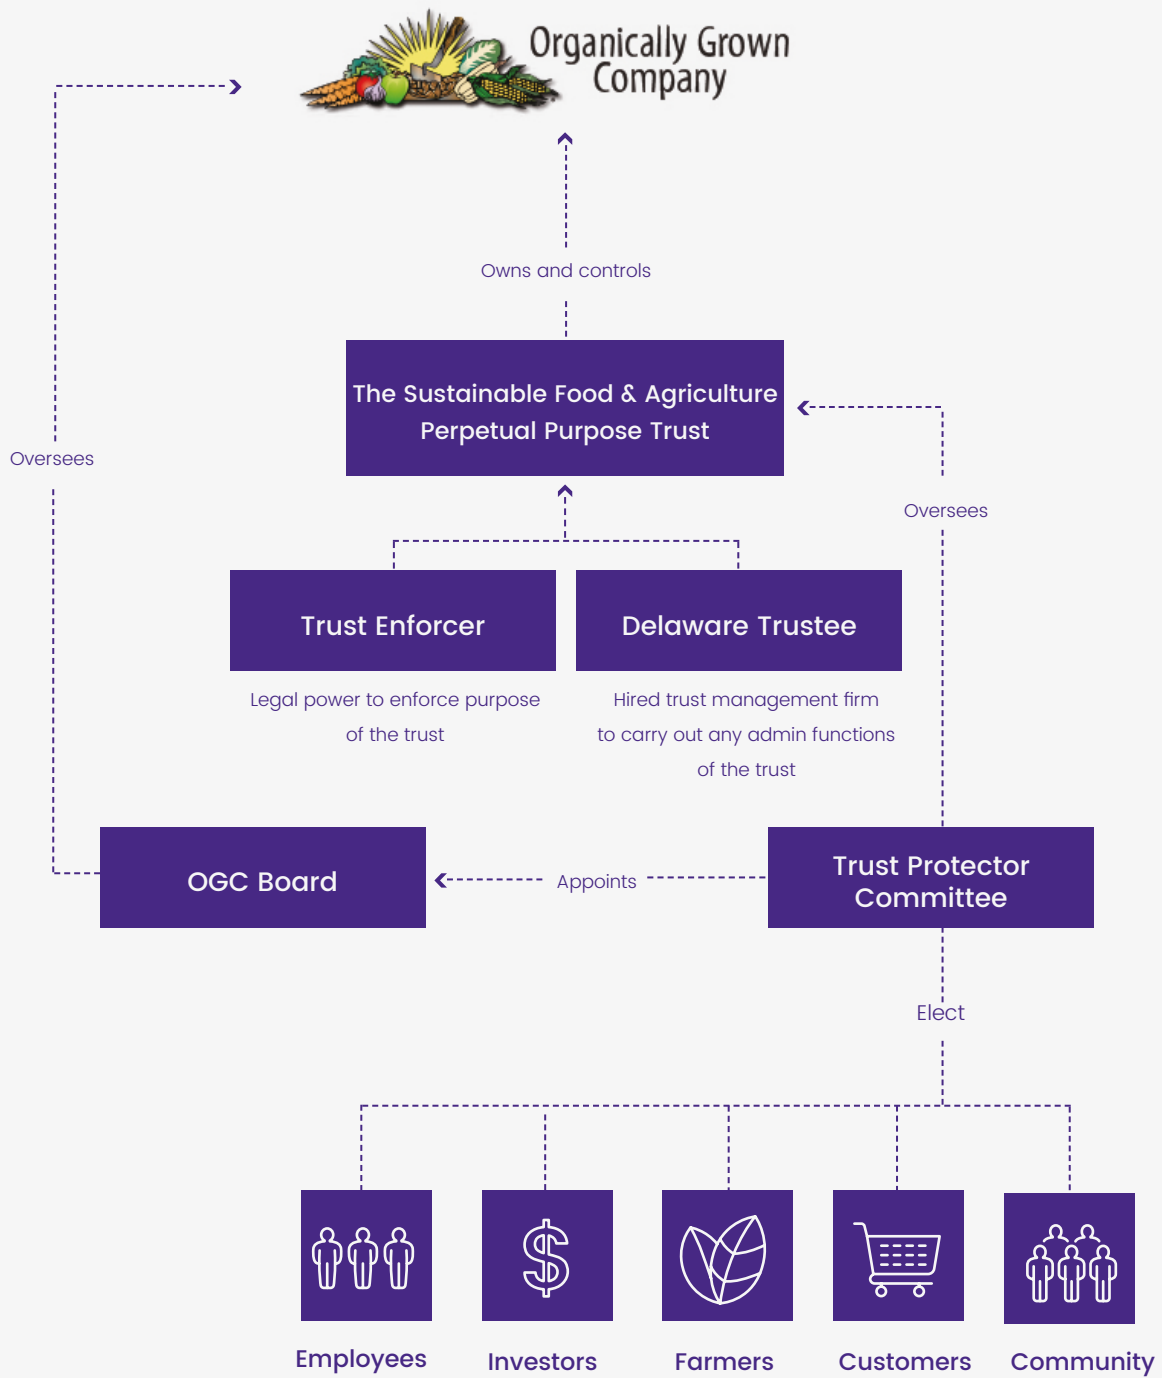 Organically Grown
Company
Owns and controls
The Sustainable Food & Agriculture
Perpetual Purpose Trust
Oversees
Oversees
Trust Enforcer
Delaware Trustee
Legal power to enforce purpose
of the trust
Hired trust management firm
to carry out any admin functions
of the trust
OGC Board
Appoints
Trust Protector
Committee
Elect
Employees
Investors
Farmers
Customers
Community